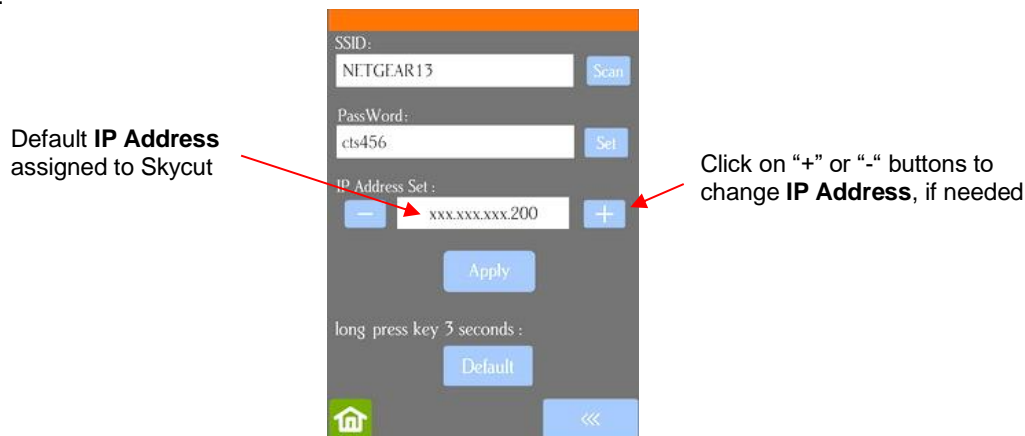 .
SSID:
NETGEAR13
Scan
PassWord:
cts456
Set
Default IP Address
assigned to Skycut
IP Address Set :
−
xxx.xxx.xxx.200
+
Click on “+” or “-“ buttons to
change IP Address, if needed
Apply
long press key 3 seconds :
Default
<<<